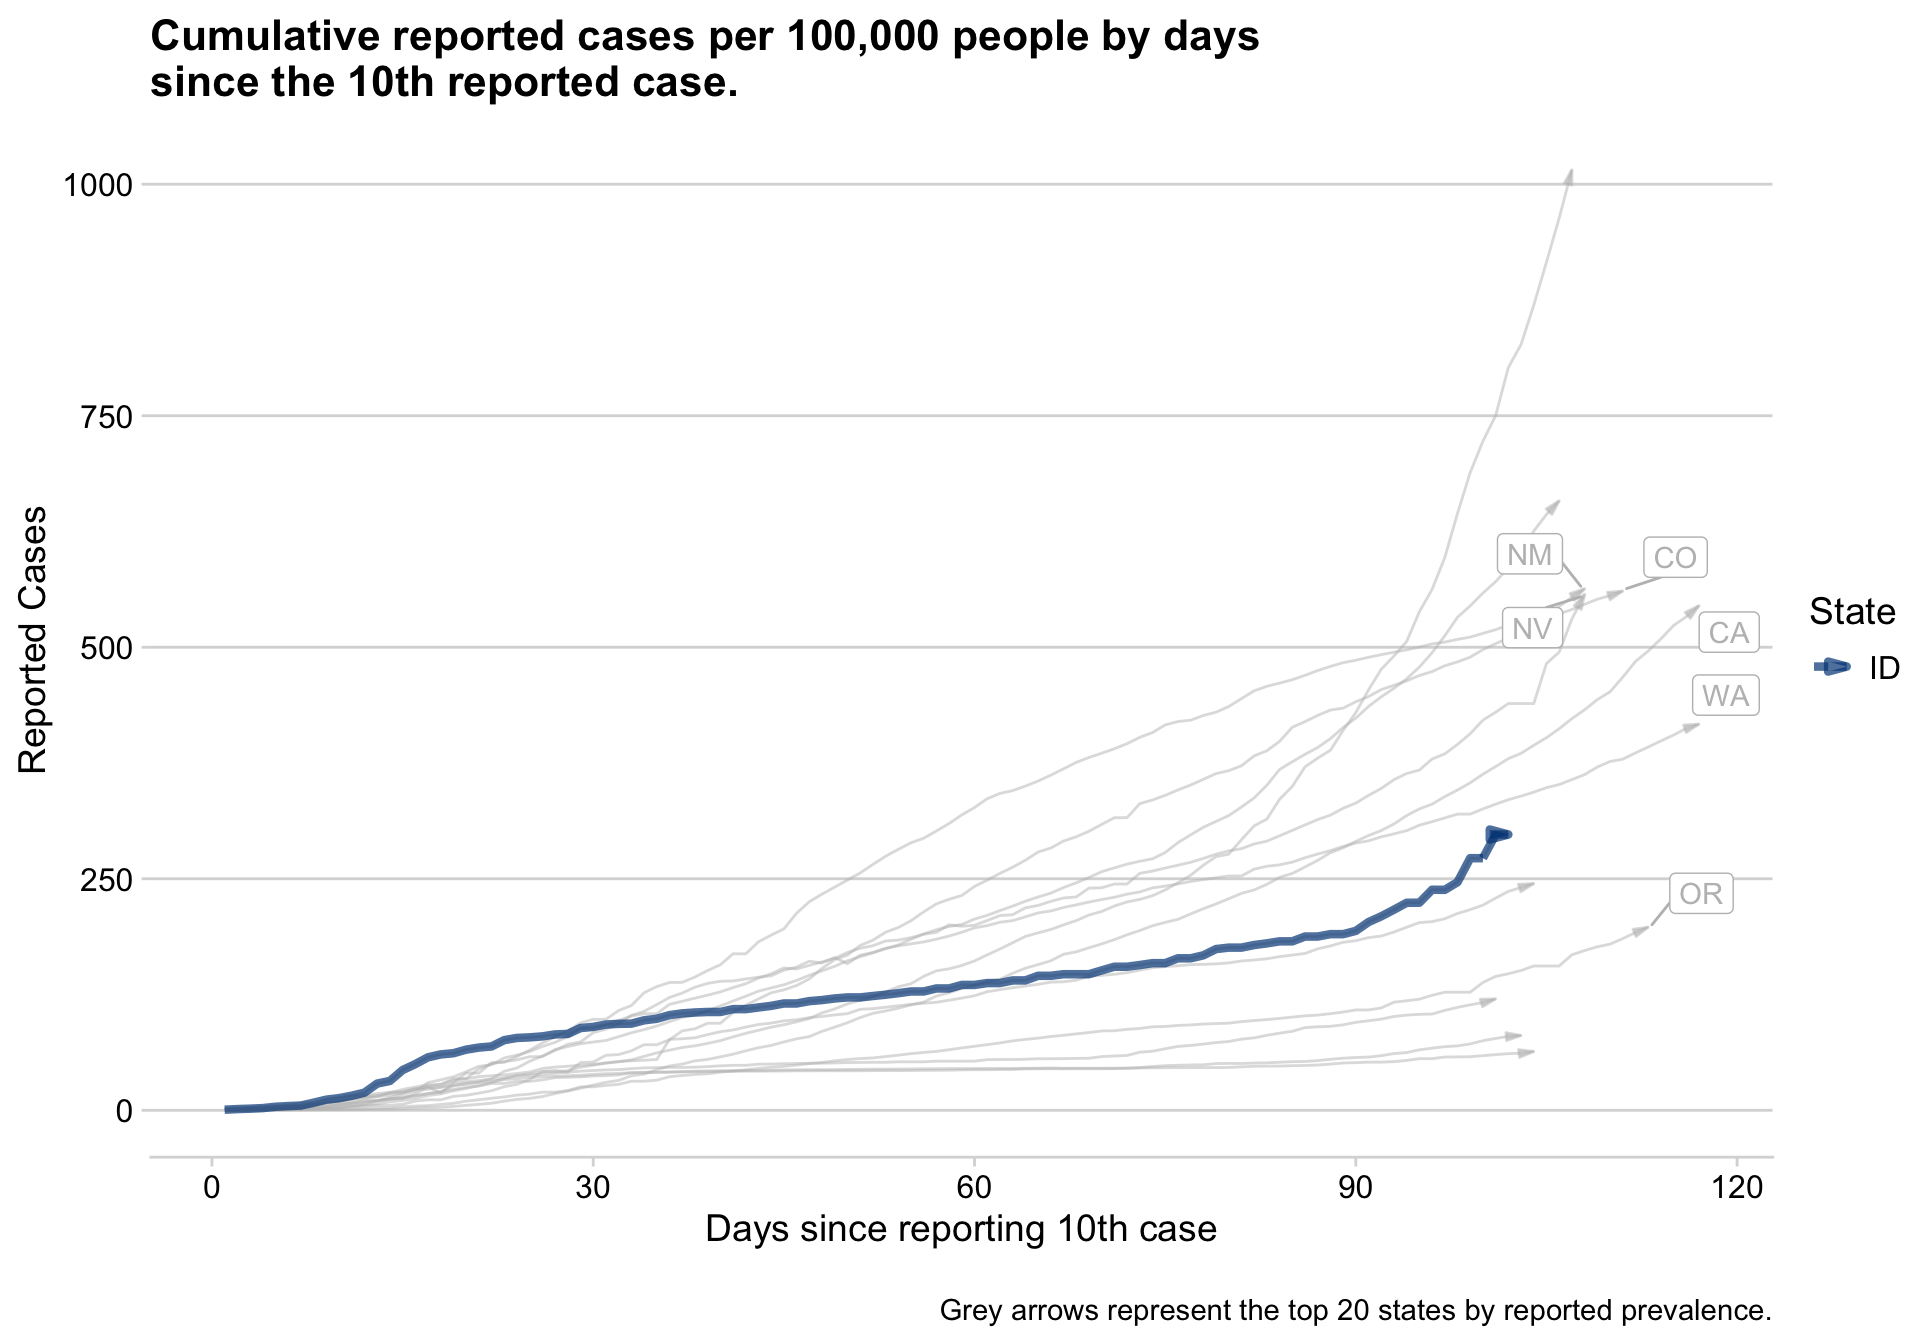 Cumulative reported cases per 100,000 people by days
since the 10th reported case.
1000
750
500
250
0
Reported Cases
NM
CO
NV
CA
WA
OR
State
ID
0
30
60
90
120
Days since reporting 10th case
Grey arrows represent the top 20 states by reported prevalence.